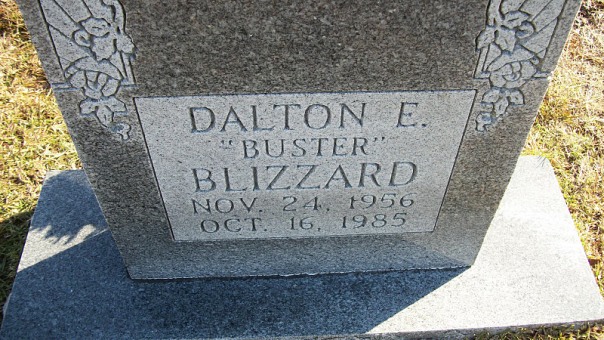 DALTON E.
"BUSTER"
BLIZZARD
NOV. 24, 1956
OCT. 16, 1985